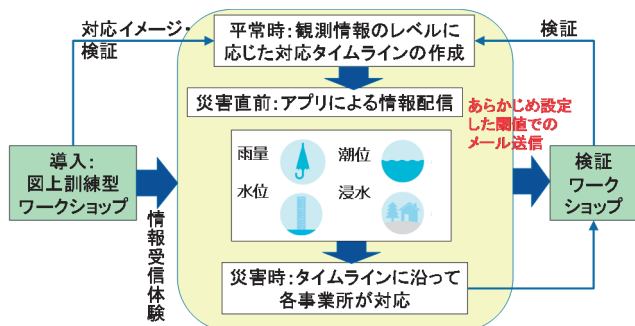 対応イメージ・
検証
平常時：観測情報のレベルに
応じた対応タイムラインの作成
検証
災害直前：アプリによる情報配信
あらかじめ設定
した閾値での
メール送信
雨量
潮位
水位
浸水
導入：
図上訓練型
ワークショップ
情報受信体験
検証
ワーク
ショップ
災害時：タイムラインに沿って
各事業所が対応